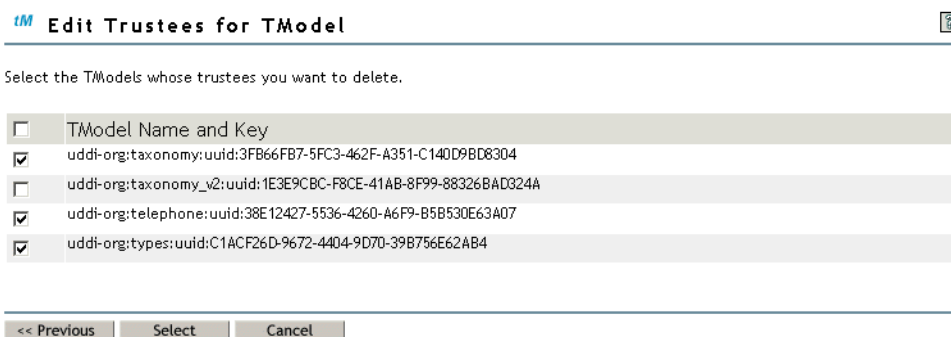 tM Edit Trustees for TModel
Select the TModels whose trustees you want to delete.
TModel Name and Key
uddi-org:taxonomy:uuid:3FB66FB7-5FC3-462F-A351-C140D9BD8304
uddi-org:taxonomy_v2:uuid:1E3E9CBC-F8CE-41AB-8F99-88326BAD324A
uddi-org:telephone:uuid:38E12427-5536-4260-A6F9-B5B530E63A07
uddi-org:types:uuid:C1ACF26D-9672-4404-9D70-39B756E62AB4
<< Previous Select Cancel